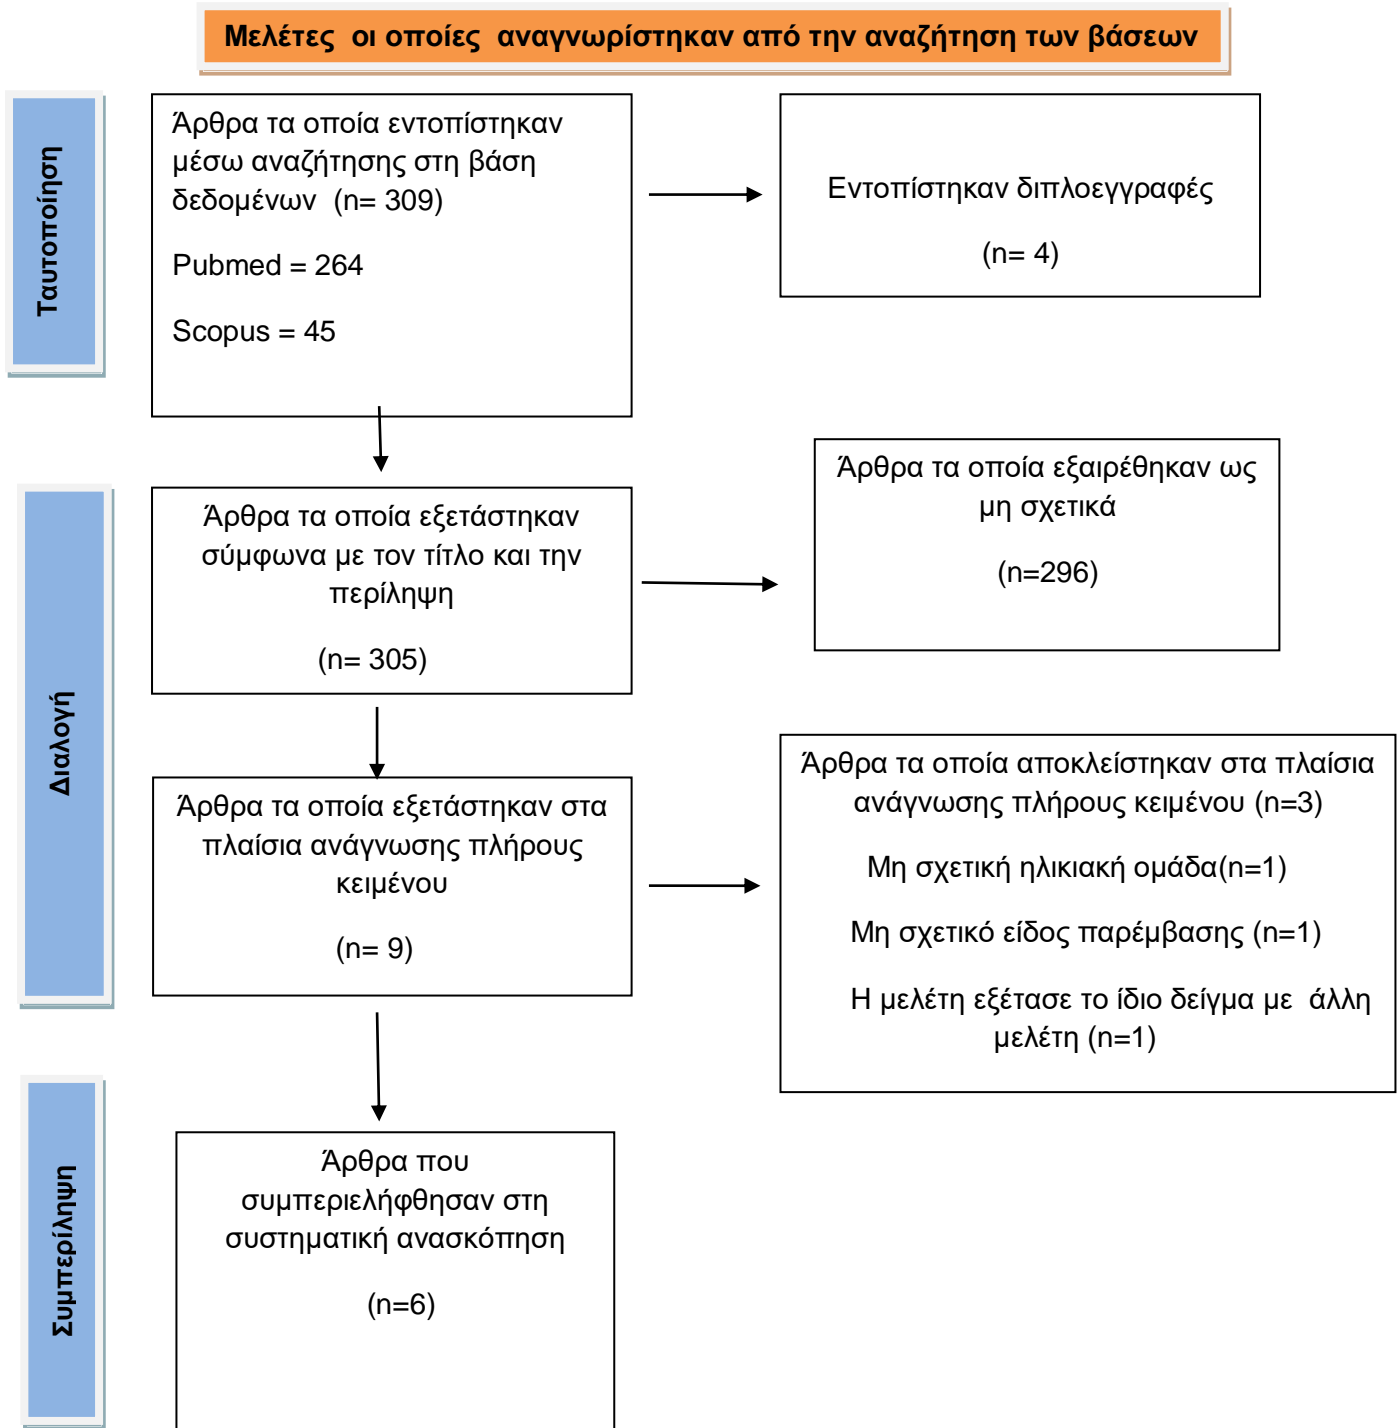 Μελέτες οι οποίες αναγνωρίστηκαν από την αναζήτηση των βάσεων
Ταυτοποίηση
Άρθρα τα οποία εντοπίστηκαν
μέσω αναζήτησης στη βάση
δεδομένων (n= 309)
Pubmed = 264
Scopus = 45
Εντοπίστηκαν διπλοεγγραφές
(n= 4)
Διαλογή
Άρθρα τα οποία εξετάστηκαν
σύμφωνα με τον τίτλο και την
περίληψη
(n= 305)
Άρθρα τα οποία εξαιρέθηκαν ως
μη σχετικά
(n=296)
Άρθρα τα οποία εξετάστηκαν στα
πλαίσια ανάγνωσης πλήρους
κειμένου
(n= 9)
Άρθρα τα οποία αποκλείστηκαν στα πλαίσια
ανάγνωσης πλήρους κειμένου (n=3)
Μη σχετική ηλικιακή ομάδα(n=1)
Μη σχετικό είδος παρέμβασης (n=1)
Η μελέτη εξέτασε το ίδιο δείγμα με άλλη
μελέτη (n=1)
Συμπερίληψη
Άρθρα που
συμπεριελήφθησαν στη
συστηματική ανασκόπηση
(n=6)